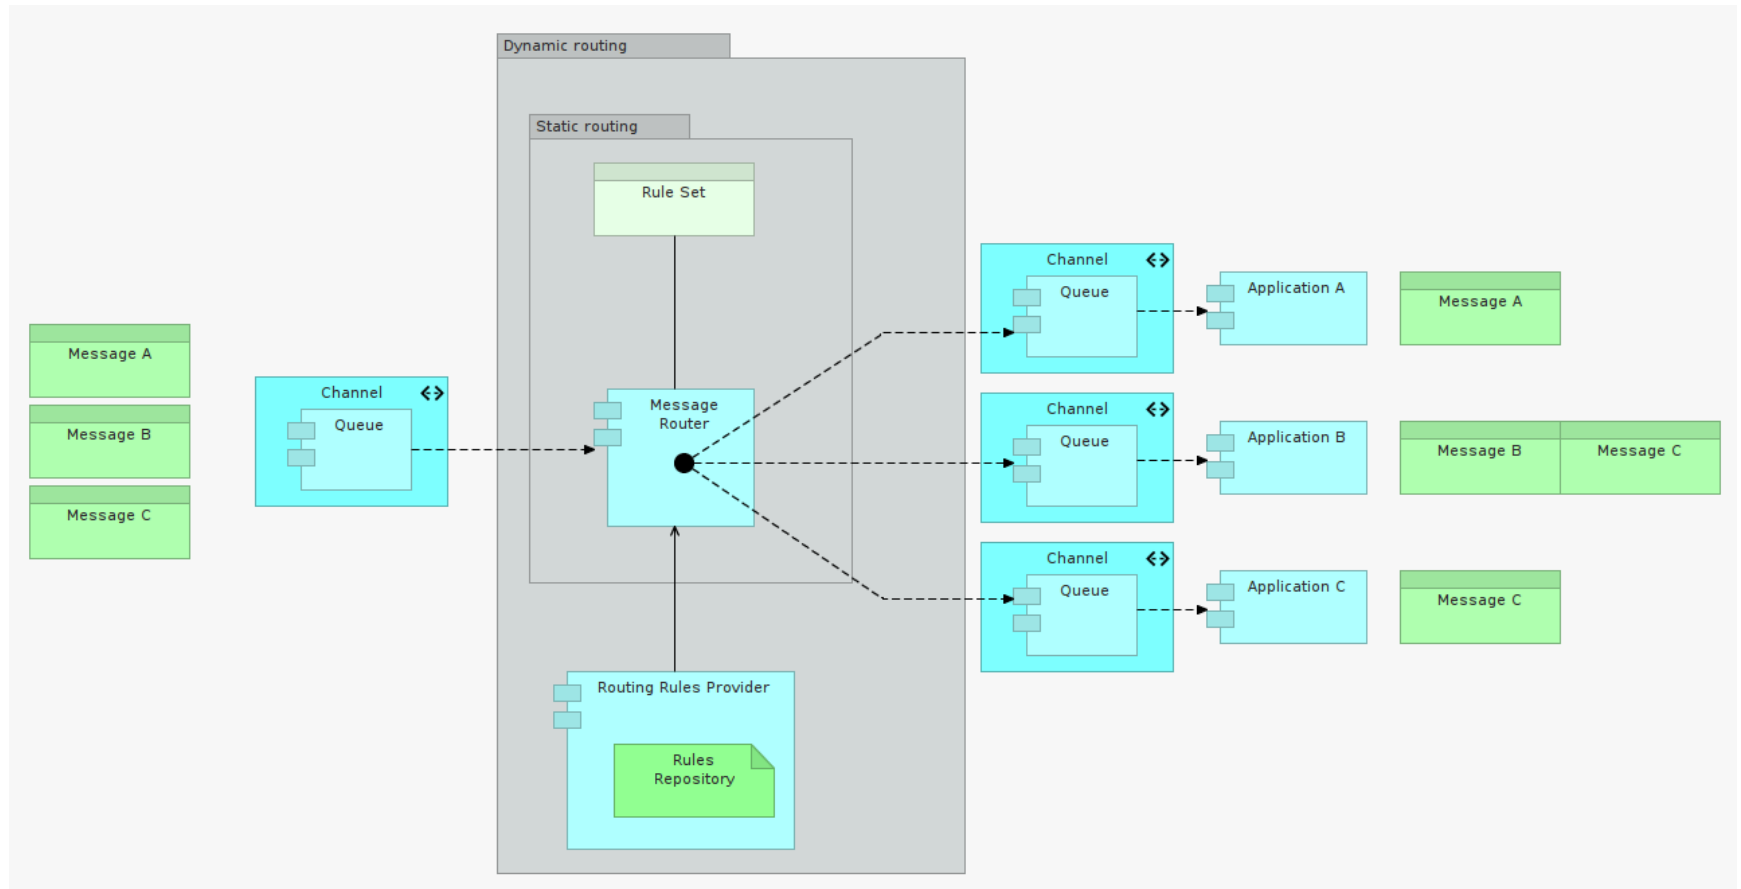 Dynamic routing
Static routing
Rule Set
Message A
Message B
Message C
Channel
Queue
Message
Router
Routing Rules Provider
Rules
Repository
Channel
Queue
Application A
Message A
Channel
Queue
Application B
Message B
Message C
Channel
Queue
Application C
Message C